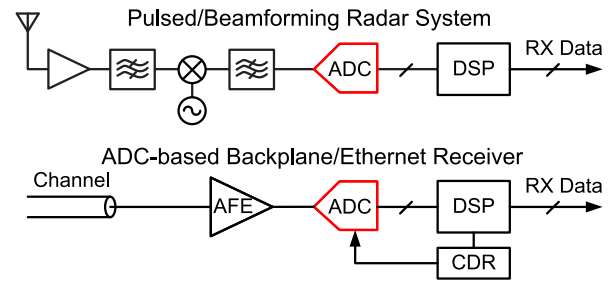 Pulsed/Beamforming Radar System
ADC
DSP
RX Data
ADC-based Backplane/Ethernet Receiver
Channel
AFE
ADC
DSP
RX Data
CDR